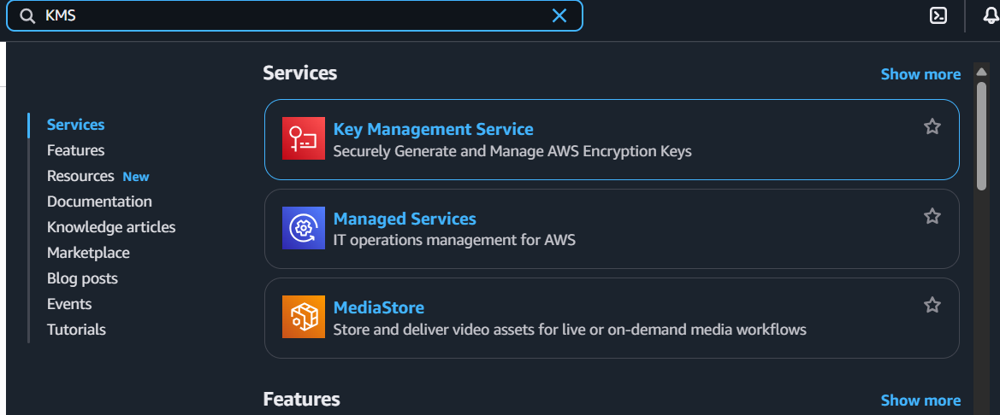 KMS
Services
Features
Resources New
Documentation
Knowledge articles
Marketplace
Blog posts
Events
Tutorials
Services Show more
Key Management Service
Securely Generate and Manage AWS Encryption Keys
Managed Services
IT operations management for AWS
MediaStore
Store and deliver video assets for live or on-demand media workflows
Features Show more